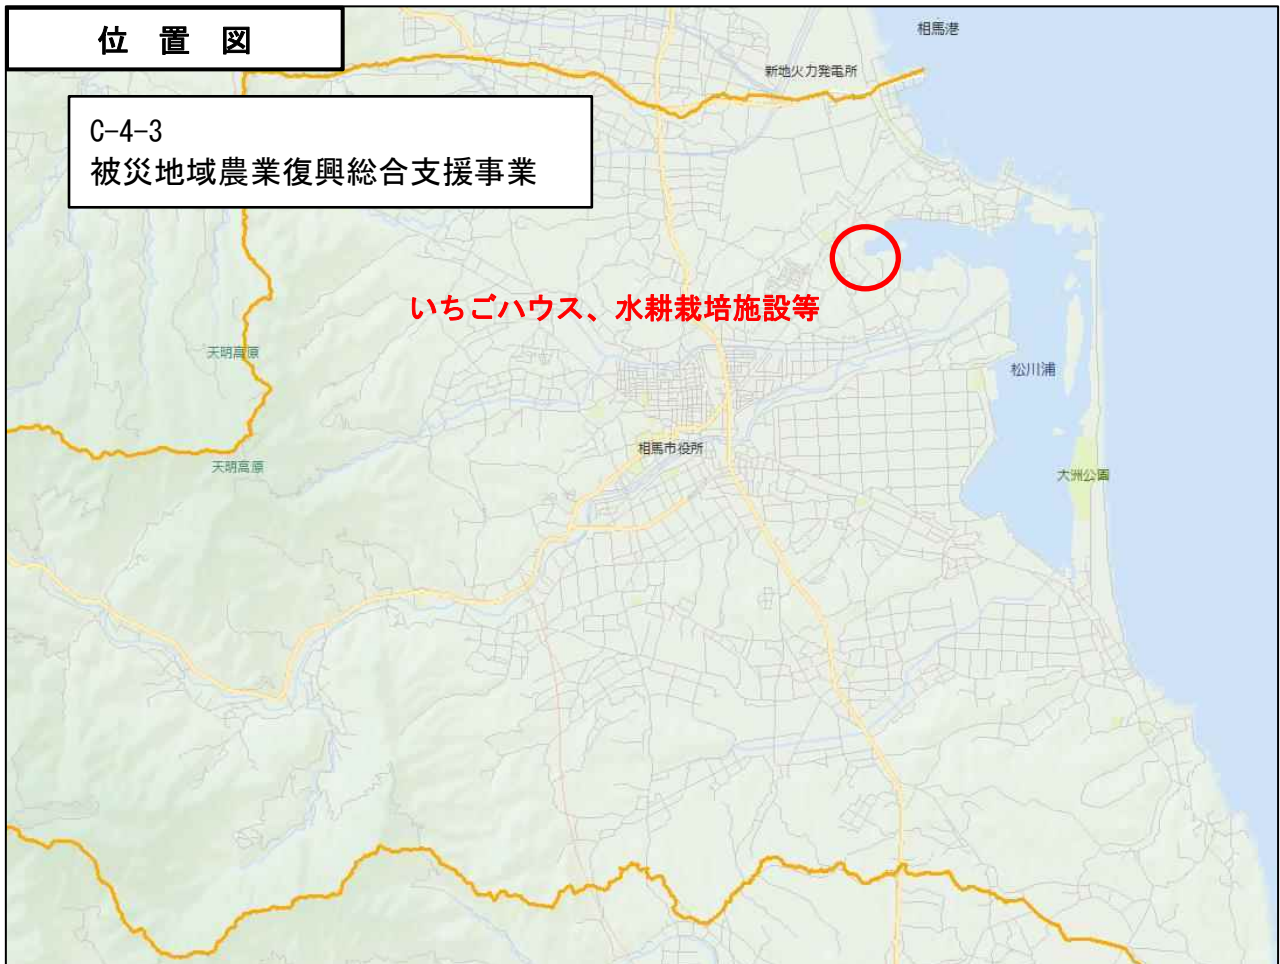 位 置 図
相馬港
新地火力発電所
C-4-3
被災地域農業復興総合支援事業
いちごハウス、水耕栽培施設等
天明高原
松川浦
相馬市役所
天明高原
大洲公園